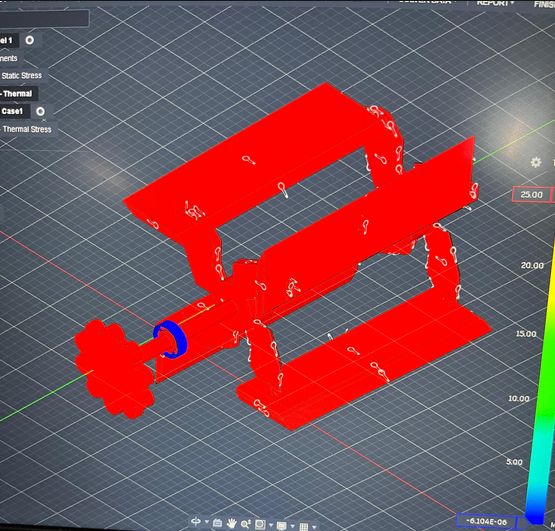 REPORT
FINIS
el 1
nents
Static Stress
- Thermal
Case1
- Thermal Stress
25.00
20.00
15.00
10.00
5.00
-6.104E-06